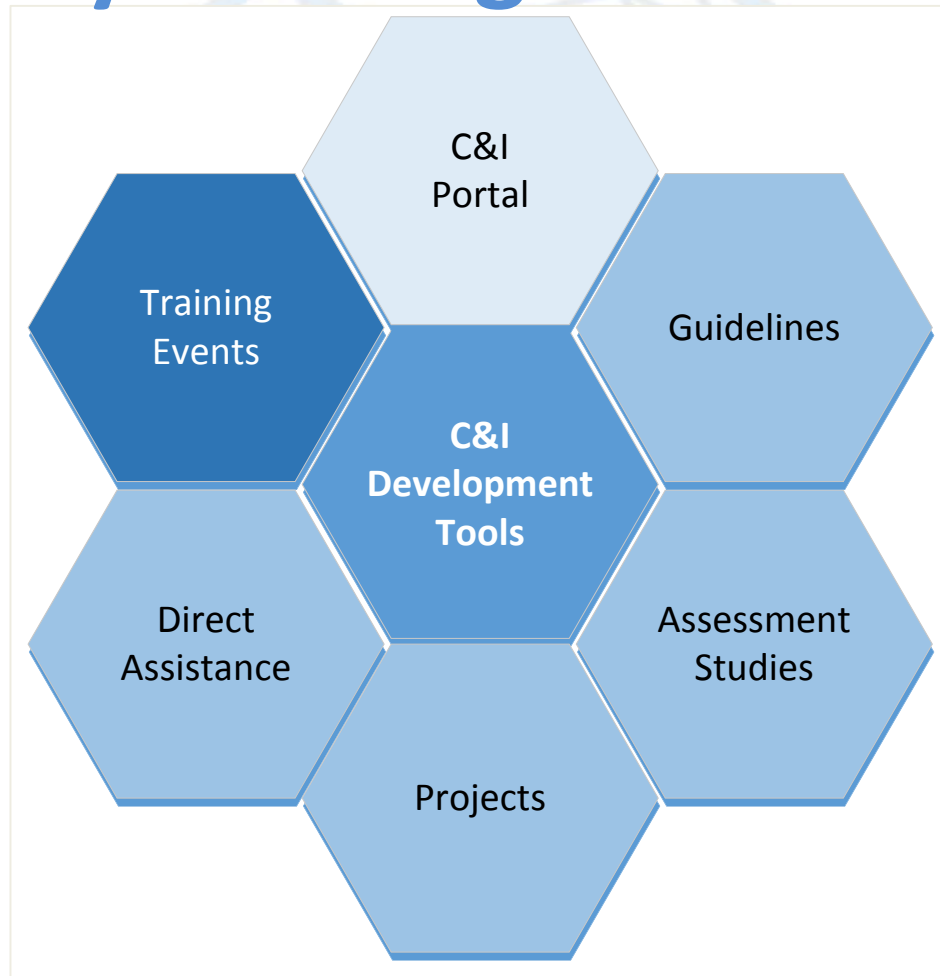 C&I
Portal
Training
Events
Guidelines
C&I
Development
Tools
Direct
Assistance
Assessment
Studies
Projects